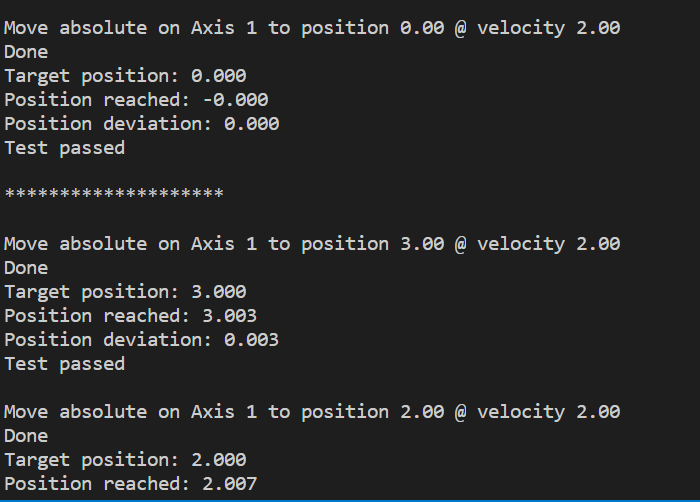 Move absolute on Axis 1 to position 0.00 @ velocity 2.00
Done
Target position: 0.000
Position reached: -0.000
Position deviation: 0.000
Test passed
********************
Move absolute on Axis 1 to position 3.00 @ velocity 2.00
Done
Target position: 3.000
Position reached: 3.003
Position deviation: 0.003
Test passed
Move absolute on Axis 1 to position 2.00 @ velocity 2.00
Done
Target position: 2.000
Position reached: 2.007